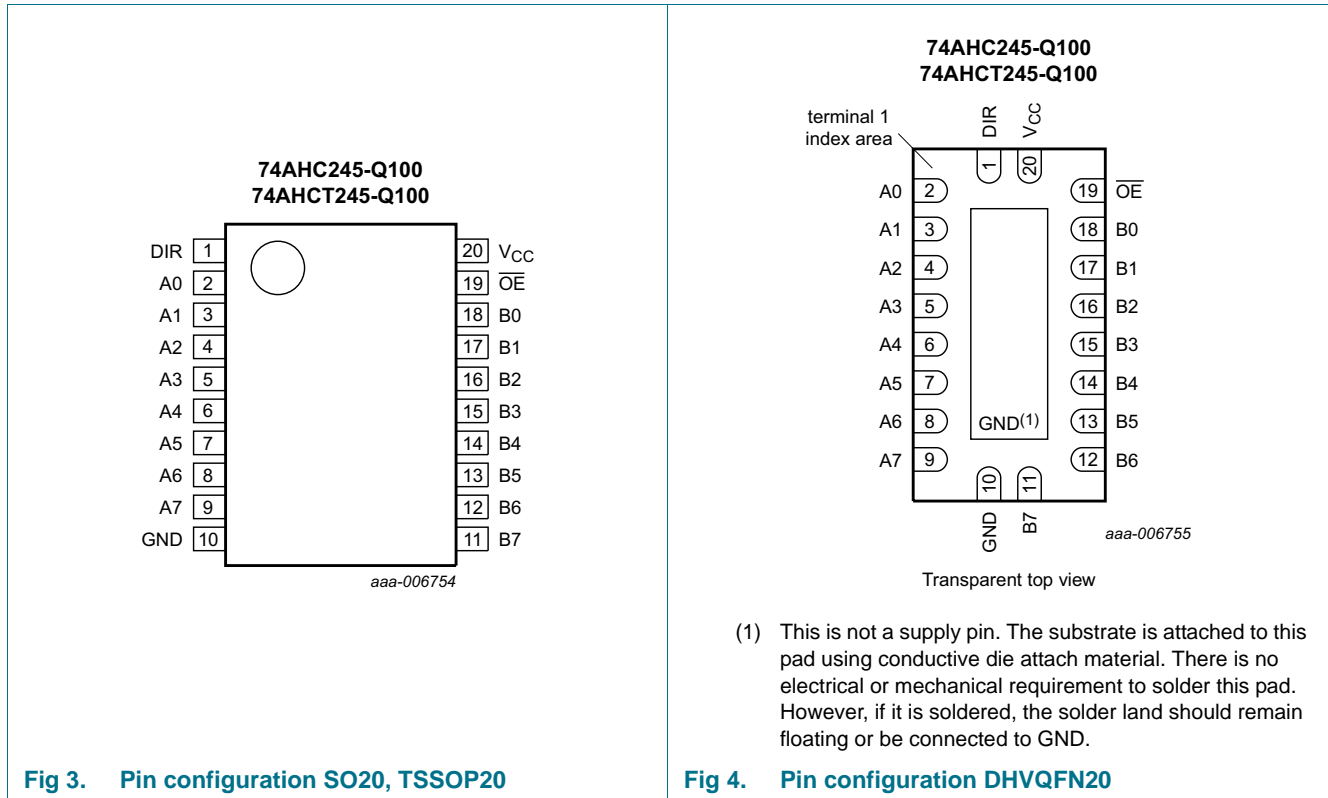 74AHC245-Q100
74AHCT245-Q100
DIR 1
A0 2
A1 3
A2 4
A3 5
A4 6
A5 7
A6 8
A7 9
GND 10
20 VCC
19 OE
18 B0
17 B1
16 B2
15 B3
14 B4
13 B5
12 B6
11 B7
aaa-006754
Fig 3. Pin configuration SO20, TSSOP20
74AHC245-Q100
74AHCT245-Q100
terminal 1
index area
DIR
VCC
1
20
A0 2
A1 3
A2 4
A3 5
A4 6
A5 7
A6 8
A7 9
19 OE
18 B0
17 B1
16 B2
15 B3
14 B4
13 B5
12 B6
GND(1)
10
11
GND
B7
aaa-006755
Transparent top view
(1) This is not a supply pin. The substrate is attached to this
pad using conductive die attach material. There is no
electrical or mechanical requirement to solder this pad.
However, if it is soldered, the solder land should remain
floating or be connected to GND.
Fig 4. Pin configuration DHVQFN20